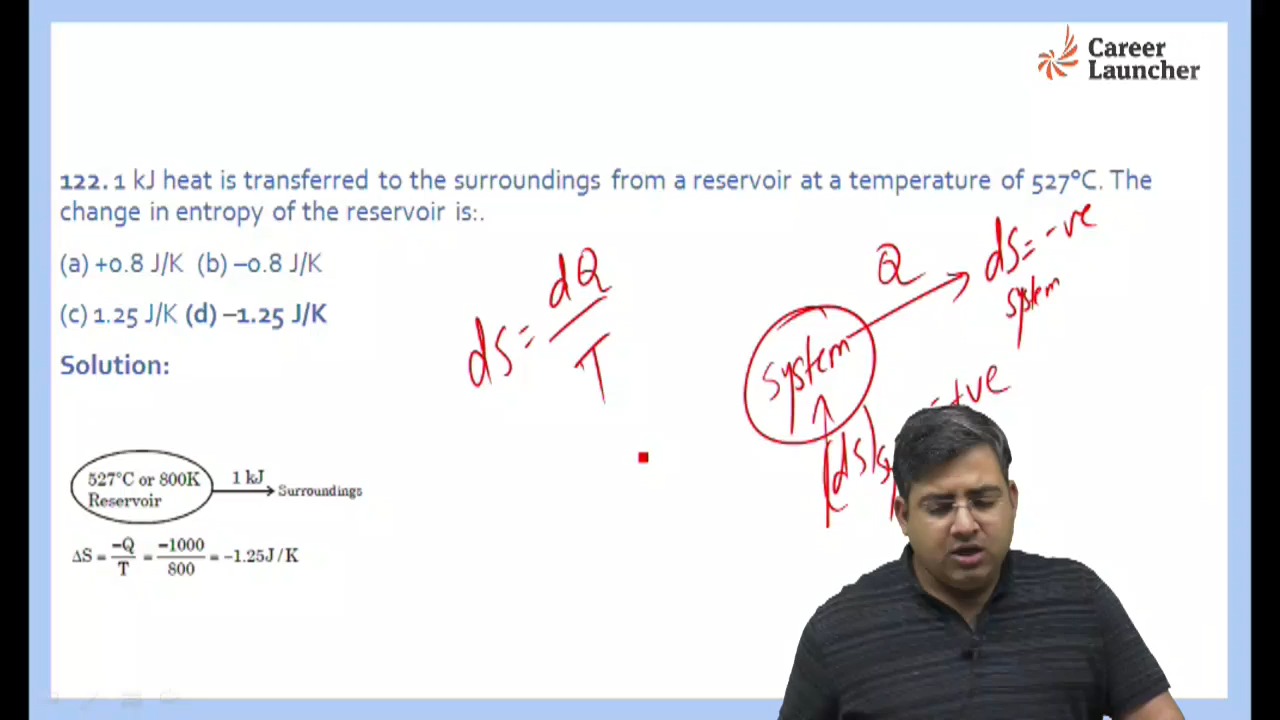 Career
Launcher
122. 1 kJ heat is transferred to the surroundings from a reservoir at a temperature of 527°C. The
change in entropy of the reservoir is:.
(a) +0.8 J/K (b) –0.8 J/K
(c) 1.25 J/K (d) –1.25 J/K
Solution:
dS = dQ/T
Q
dS = -ve
system
system
(dS)s
= +ve
527°C or 800K
Reservoir
1 kJ
Surroundings
ΔS = –Q/T = –1000/800 = –1.25J/K